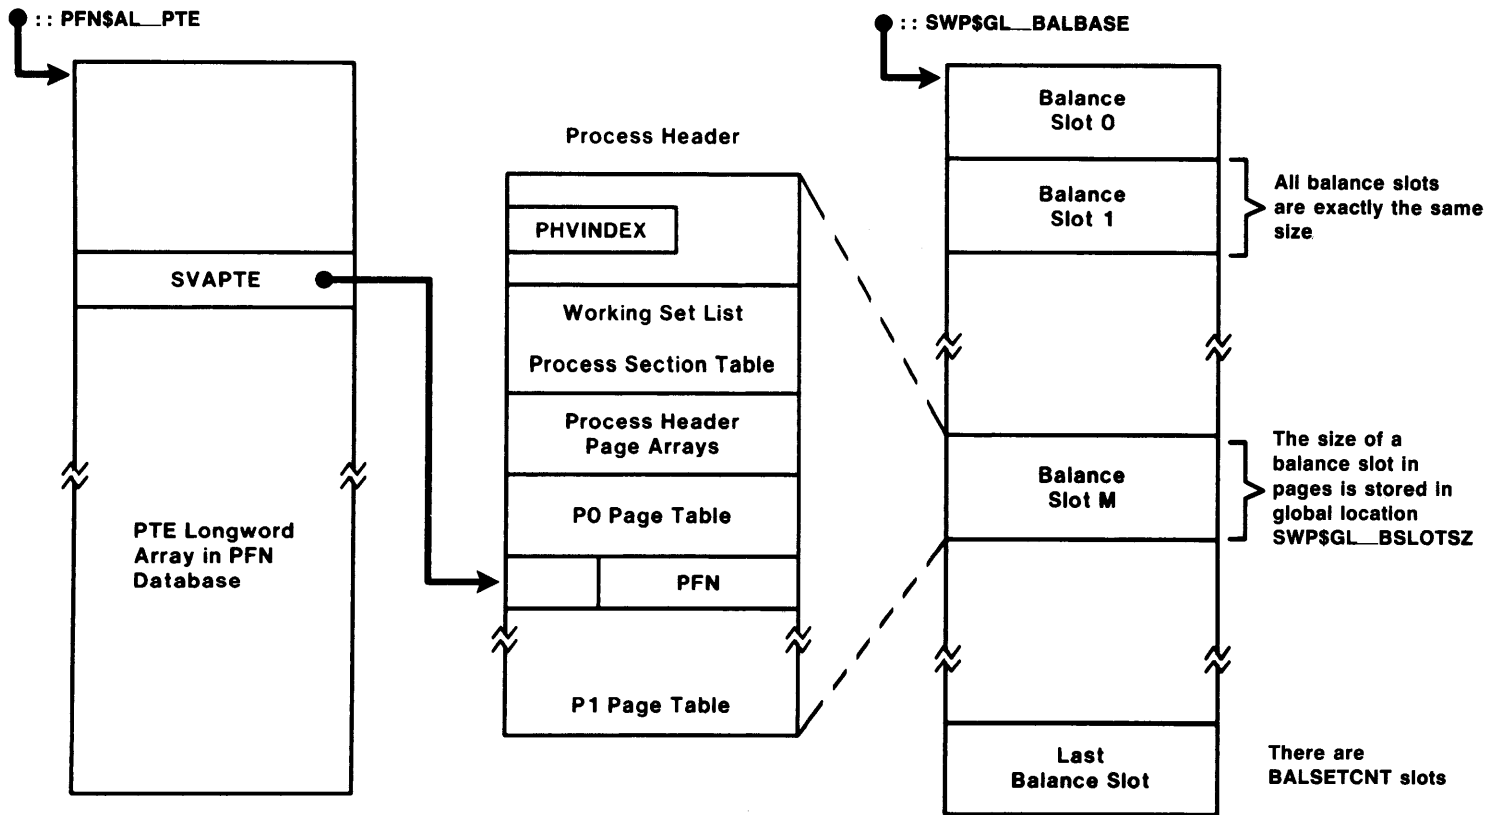 :: PFN$AL__PTE
SVAPTE
PTE Longword
Array in PFN
Database
Process Header
PHVINDEX
Working Set List
Process Section Table
Process Header
Page Arrays
P0 Page Table
PFN
P1 Page Table
:: SWP$GL__BALBASE
Balance
Slot 0
Balance
Slot 1
All balance slots
are exactly the same
size
Balance
Slot M
The size of a
balance slot in
pages is stored in
global location
SWP$GL__BSLOTSZ
Last
Balance Slot
There are
BALSETCNT slots